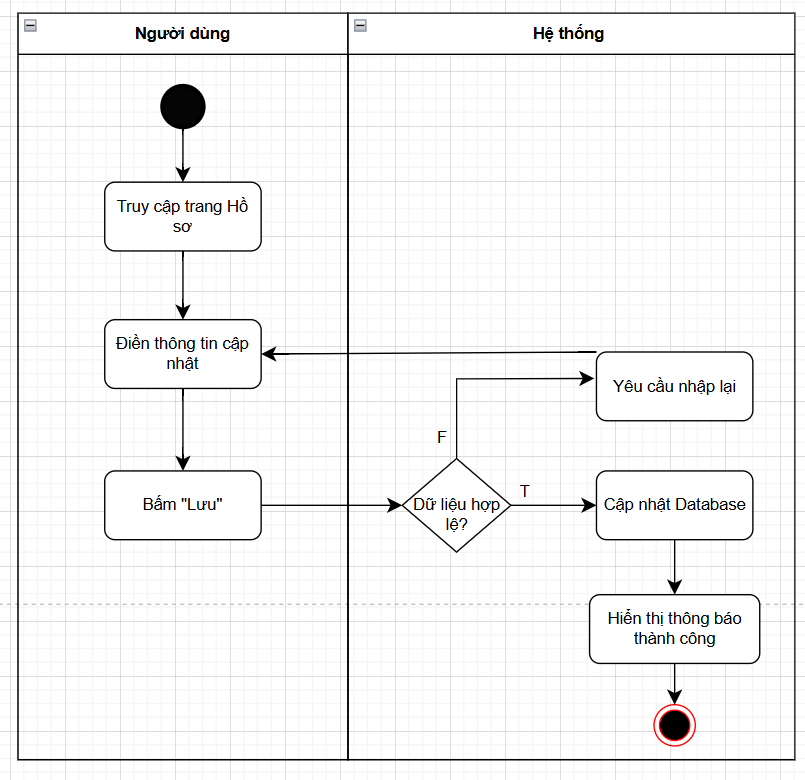 Người dùng
Hệ thống
Truy cập trang Hồ
sơ
Điền thông tin cập
nhật
Yêu cầu nhập lại
F
Bấm "Lưu"
Dữ liệu hợp
lệ?
T
Cập nhật Database
Hiển thị thông báo
thành công